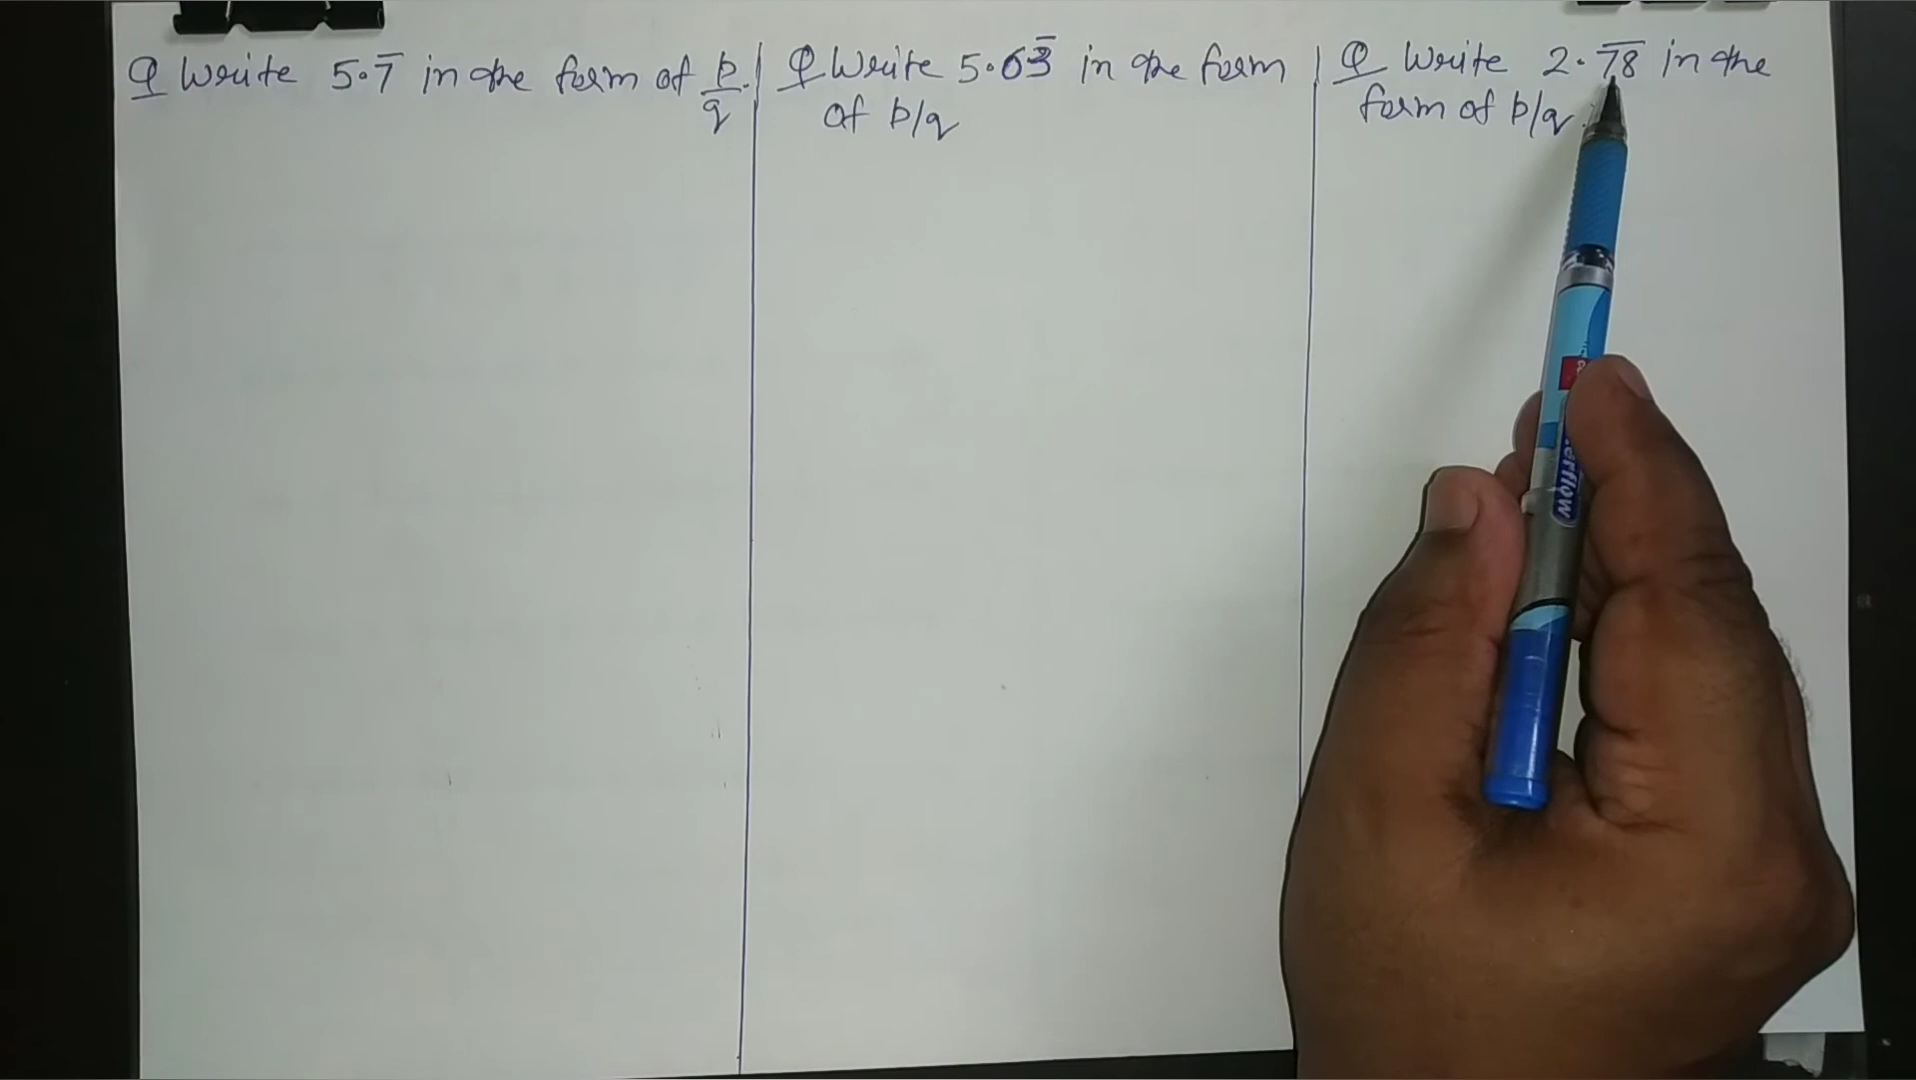 Q Write 5.7̅ in the form of p/q.
Q Write 5.63̅ in the form
of p/q
Q Write 2.7̅8̅ in the
form of p/q.
erflow